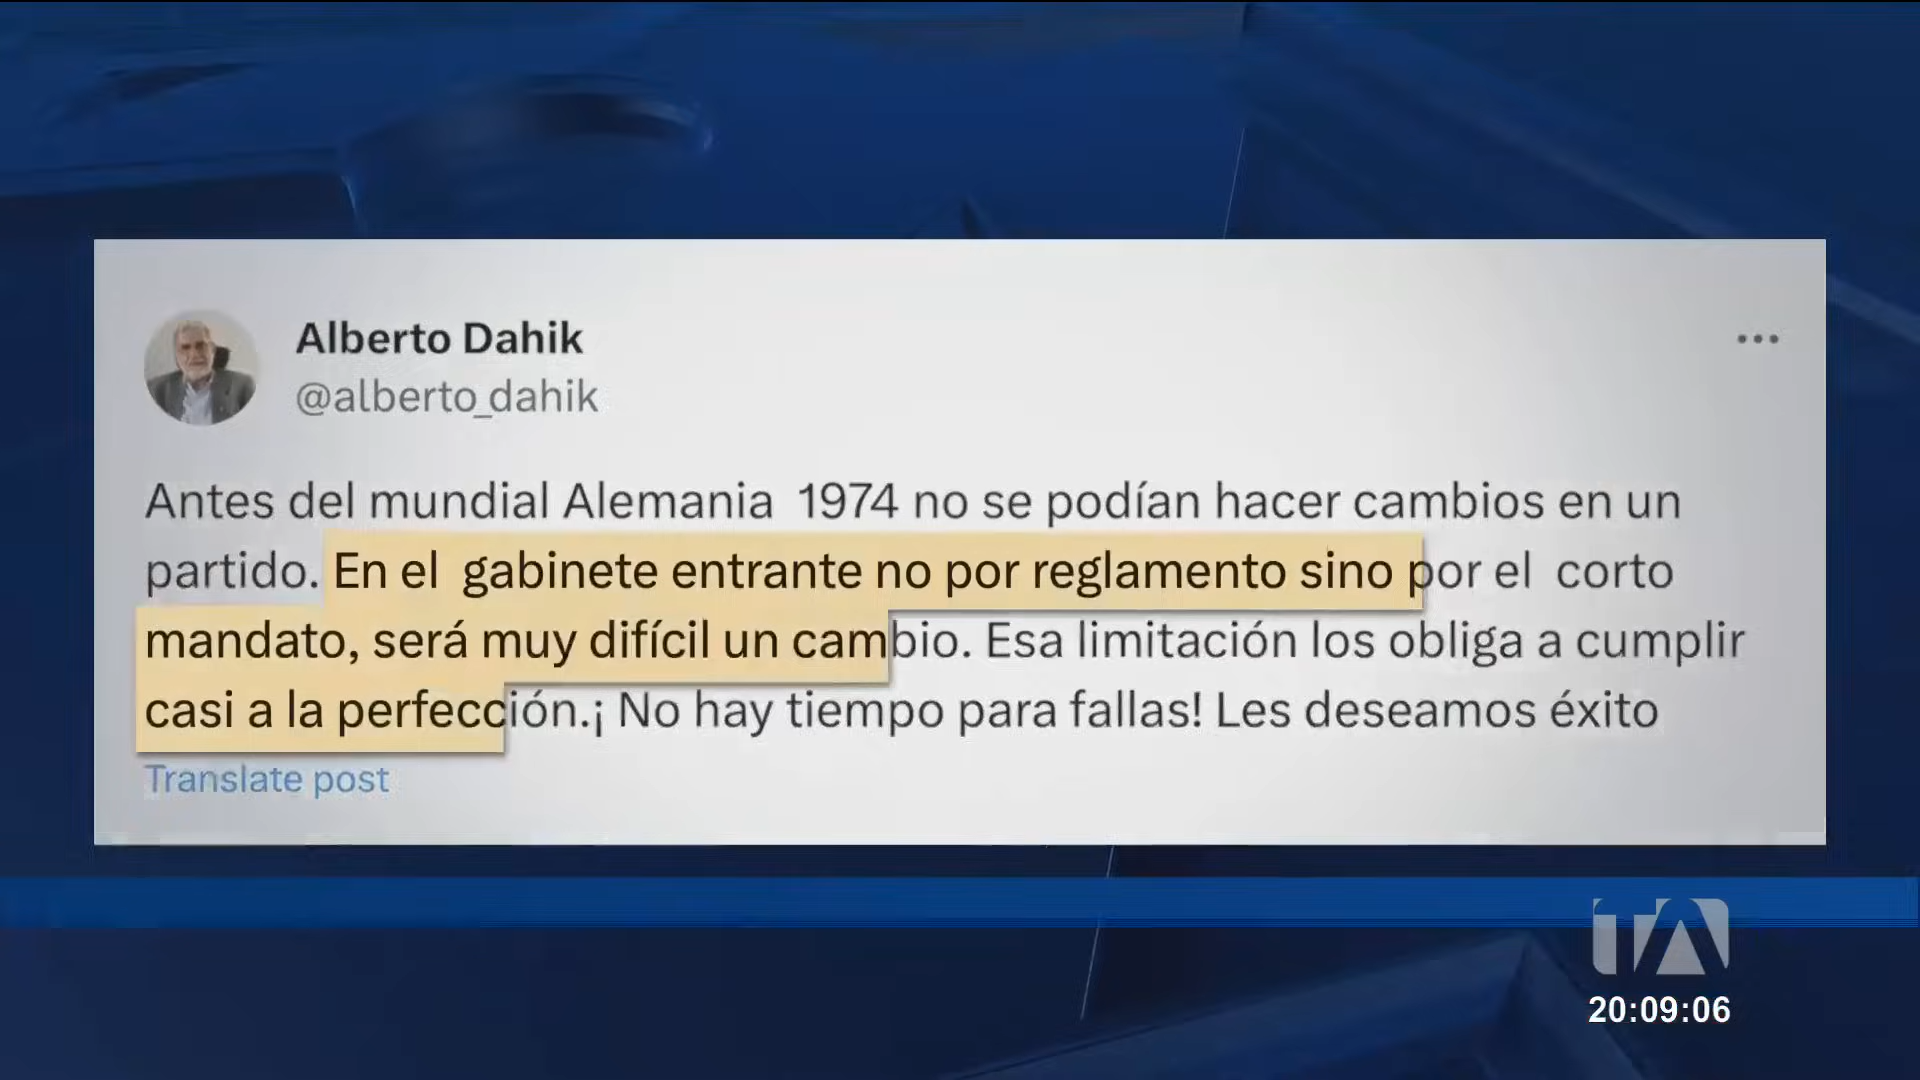 Alberto Dahik
@alberto_dahik
Antes del mundial Alemania 1974 no se podían hacer cambios en un
partido. En el gabinete entrante no por reglamento sino por el corto
mandato, será muy difícil un cambio. Esa limitación los obliga a cumplir
casi a la perfección.¡ No hay tiempo para fallas! Les deseamos éxito
Translate post
TA
20:09:06